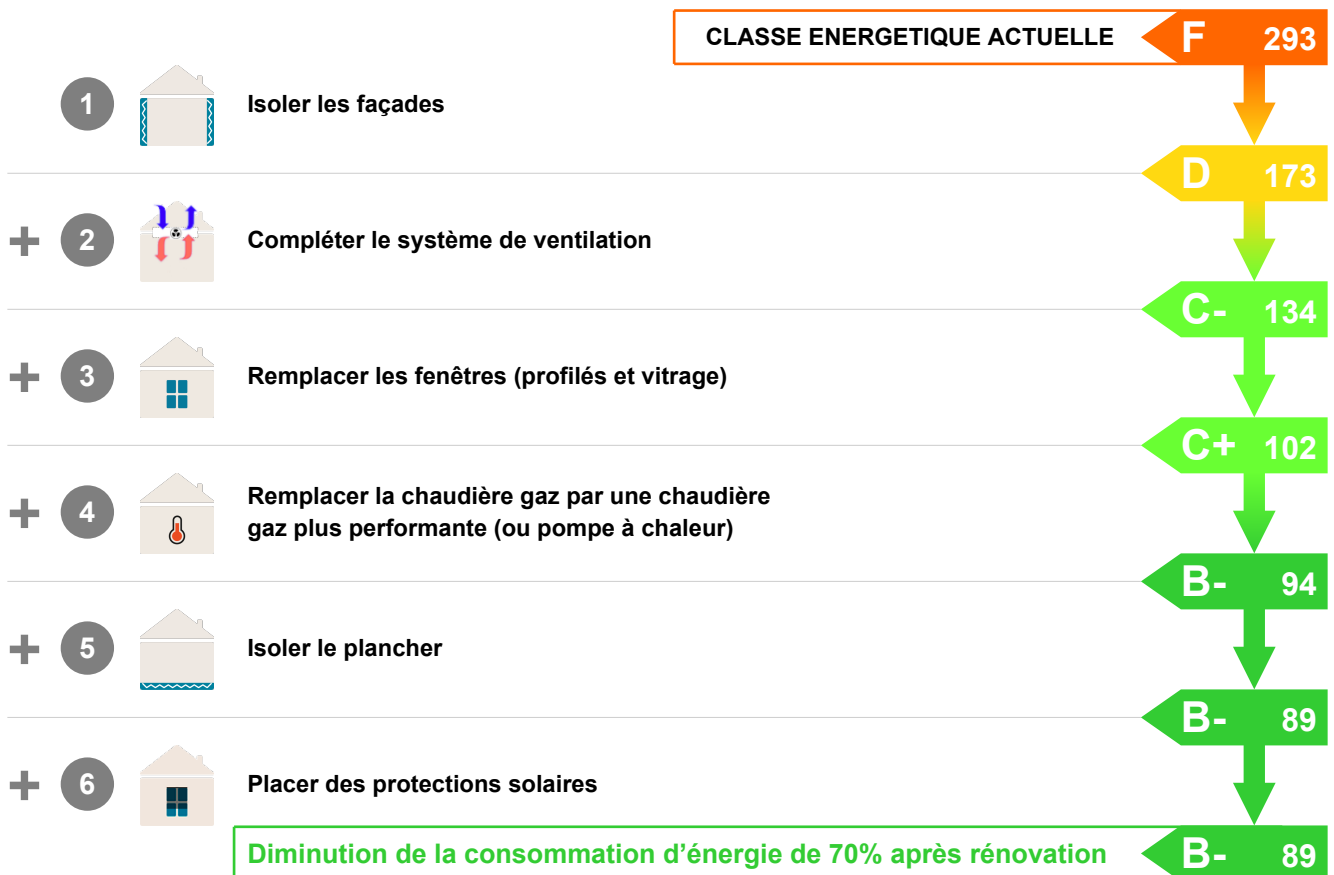 CLASSE ENERGETIQUE ACTUELLE F 293
1 Isoler les façades
D 173
+ 2 Compléter le système de ventilation
C- 134
+ 3 Remplacer les fenêtres (profilés et vitrage)
C+ 102
+ 4 Remplacer la chaudière gaz par une chaudière
gaz plus performante (ou pompe à chaleur)
B- 94
+ 5 Isoler le plancher
B- 89
+ 6 Placer des protections solaires
Diminution de la consommation d’énergie de 70% après rénovation B- 89